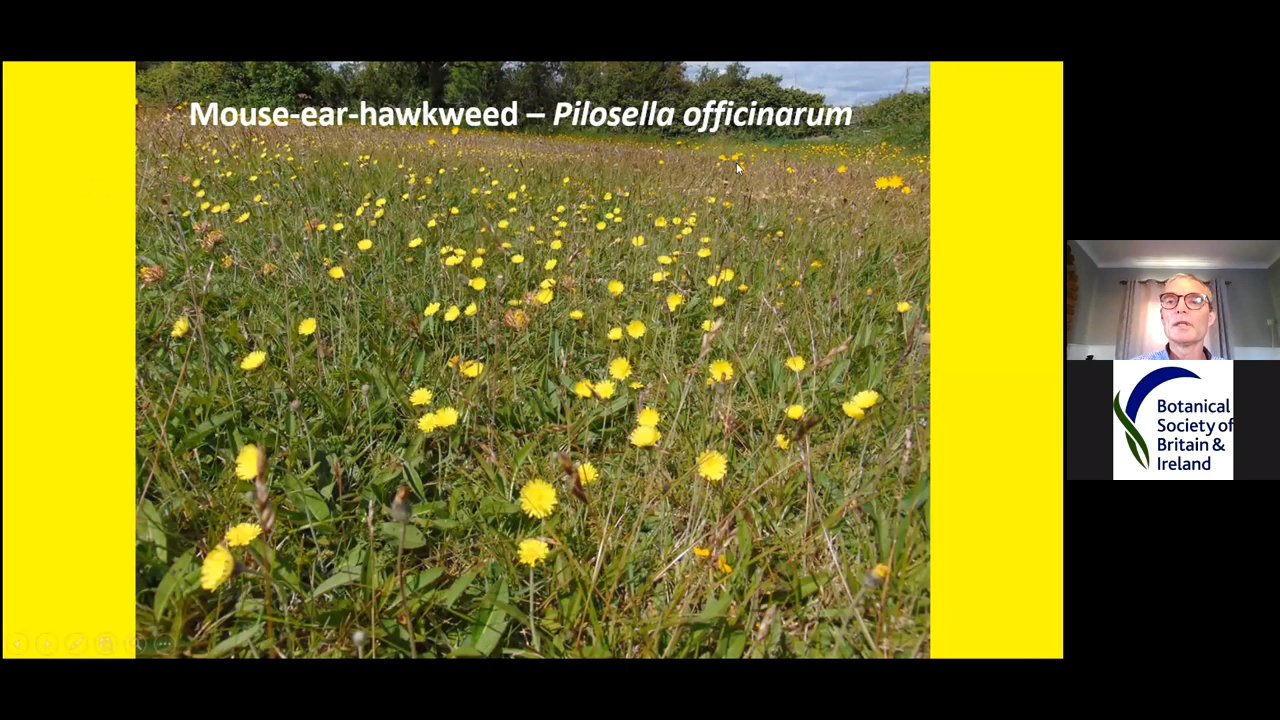 Mouse-ear-hawkweed – Pilosella officinarum
Botanical
Society of
Britain &
Ireland